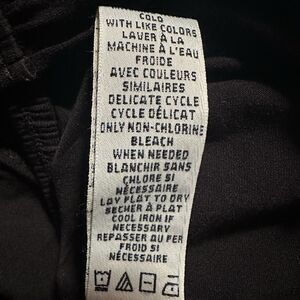 COLD
WITH LIKE COLORS
LAVER À LA
MACHINE À L'EAU
FROIDE
AVEC COULEURS
SIMILAIRES
DELICATE CYCLE
CYCLE DÉLICAT
ONLY NON-CHLORINE
BLEACH
WHEN NEEDED
BLANCHIR SANS
CHLORE SI
NÉCESSAIRE
LAY FLAT TO DRY
SECHER À PLAT
COOL IRON IF
NECESSARY
REPASSER AU FER
FROID SI
NÉCESSAIRE